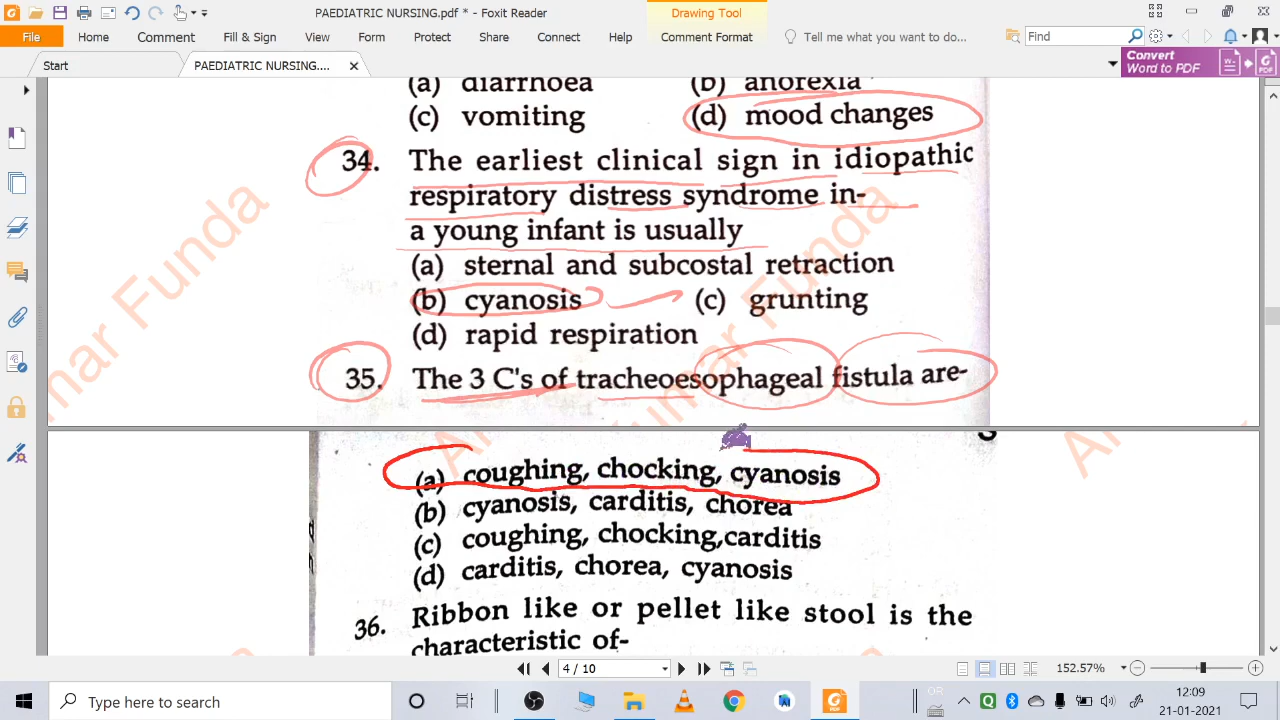 PAEDIATRIC NURSING.pdf * - Foxit Reader
Drawing Tool
File Home Comment Fill & Sign View Form Protect Share Connect Help Comment Format Tell me what you want to do... Find
Start PAEDIATRIC NURSING....
Convert
Word to PDF
(a) diarrhoea (b) anorexia
(c) vomiting (d) mood changes
34. The earliest clinical sign in idiopathic
respiratory distress syndrome in-
a young infant is usually
(a) sternal and subcostal retraction
(b) cyanosis (c) grunting
(d) rapid respiration
35. The 3 C's of tracheoesophageal fistula are-
(a) coughing, chocking, cyanosis
(b) cyanosis, carditis, chorea
(c) coughing, chocking,carditis
(d) carditis, chorea, cyanosis
36. Ribbon like or pellet like stool is the
characteristic of-
mar Funda
Amar Funda
4 / 10
152.57%
Type here to search
12:09
21-01-2021